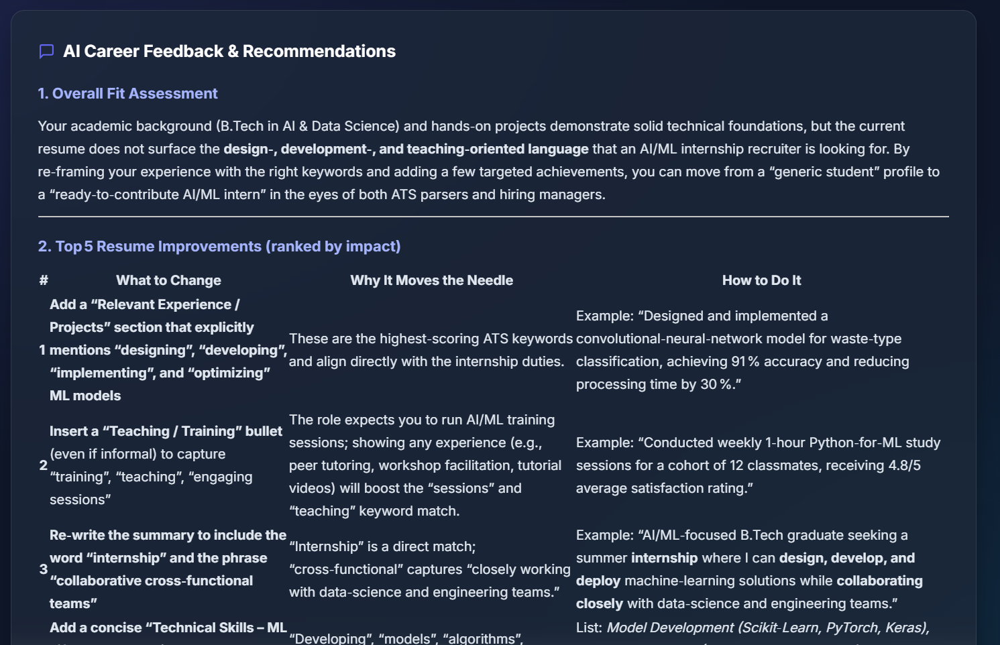 AI Career Feedback & Recommendations
1. Overall Fit Assessment
Your academic background (B.Tech in AI & Data Science) and hands-on projects demonstrate solid technical foundations, but the current
resume does not surface the design-, development-, and teaching-oriented language that an AI/ML internship recruiter is looking for. By
re-framing your experience with the right keywords and adding a few targeted achievements, you can move from a “generic student” profile to
a “ready-to-contribute AI/ML intern” in the eyes of both ATS parsers and hiring managers.
2. Top 5 Resume Improvements (ranked by impact)
# What to Change Why It Moves the Needle How to Do It
1
Add a “Relevant Experience /
Projects” section that explicitly
mentions “designing”, “developing”,
“implementing”, and “optimizing”
ML models
These are the highest-scoring ATS keywords
and align directly with the internship duties.
Example: “Designed and implemented a
convolutional-neural-network model for waste-type
classification, achieving 91 % accuracy and reducing
processing time by 30 %.”
2
Insert a “Teaching / Training” bullet
(even if informal) to capture
“training”, “teaching”, “engaging
sessions”
The role expects you to run AI/ML training
sessions; showing any experience (e.g.,
peer tutoring, workshop facilitation, tutorial
videos) will boost the “sessions” and
“teaching” keyword match.
Example: “Conducted weekly 1-hour Python-for-ML study
sessions for a cohort of 12 classmates, receiving 4.8/5
average satisfaction rating.”
3
Re-write the summary to include the
word “internship” and the phrase
“collaborative cross-functional
teams”
“Internship” is a direct match;
“cross-functional” captures “closely working
with data-science and engineering teams.”
Example: “AI/ML-focused B.Tech graduate seeking a
summer internship where I can design, develop, and
deploy machine-learning solutions while collaborating
closely with data-science and engineering teams.”
Add a concise “Technical Skills – ML
“Developing”, “models”, “algorithms”,
List: Model Development (Scikit-Learn, PyTorch, Keras),